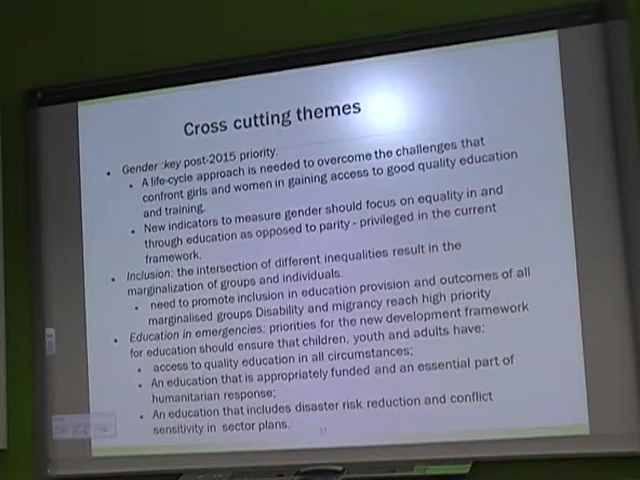 Cross cutting themes
• Gender :key post-2015 priority:
• A life-cycle approach is needed to overcome the challenges that
confront girls and women in gaining access to good quality education
and training.
• New indicators to measure gender should focus on equality in and
through education as opposed to parity - privileged in the current
framework.
• Inclusion: the intersection of different inequalities result in the
marginalization of groups and individuals.
• need to promote inclusion in education provision and outcomes of all
marginalised groups Disability and migrancy reach high priority
• Education in emergencies; priorities for the new development framework
for education should ensure that children, youth and adults have:
• access to quality education in all circumstances;
• An education that is appropriately funded and an essential part of
humanitarian response;
• An education that includes disaster risk reduction and conflict
sensitivity in sector plans.